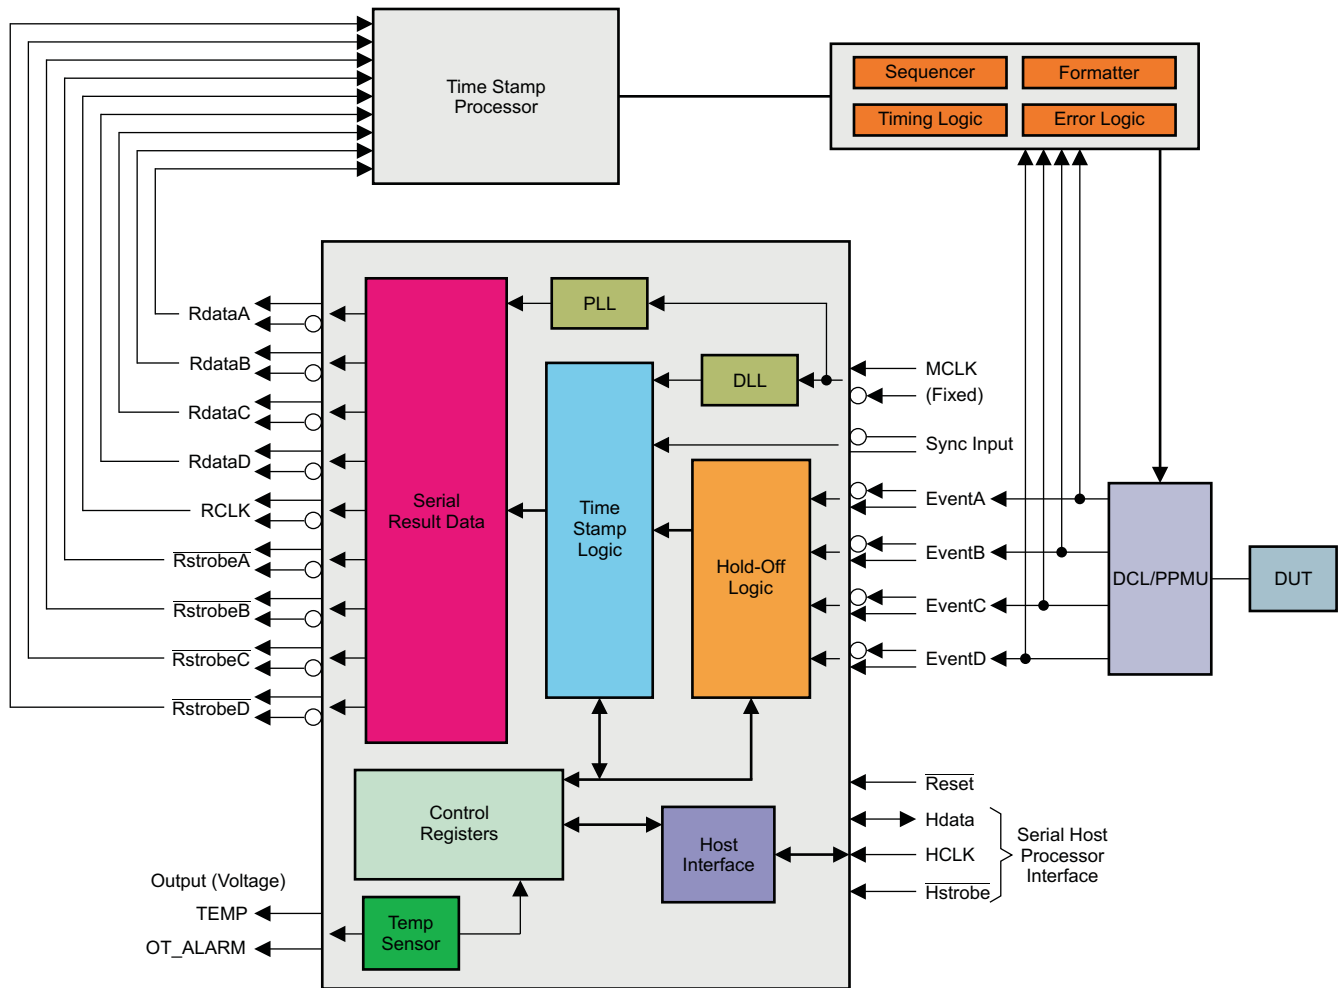 Time Stamp
Processor
Sequencer
Formatter
Timing Logic
Error Logic
RdataA
RdataB
RdataC
RdataD
RCLK
RstrobeA
RstrobeB
RstrobeC
RstrobeD
Serial
Result Data
PLL
DLL
Time
Stamp
Logic
Hold-Off
Logic
MCLK
(Fixed)
Sync Input
EventA
EventB
EventC
EventD
DCL/PPMU
DUT
Control
Registers
Host
Interface
Reset
Hdata
HCLK
Hstrobe
Serial Host
Processor
Interface
Output (Voltage)
TEMP
OT_ALARM
Temp
Sensor